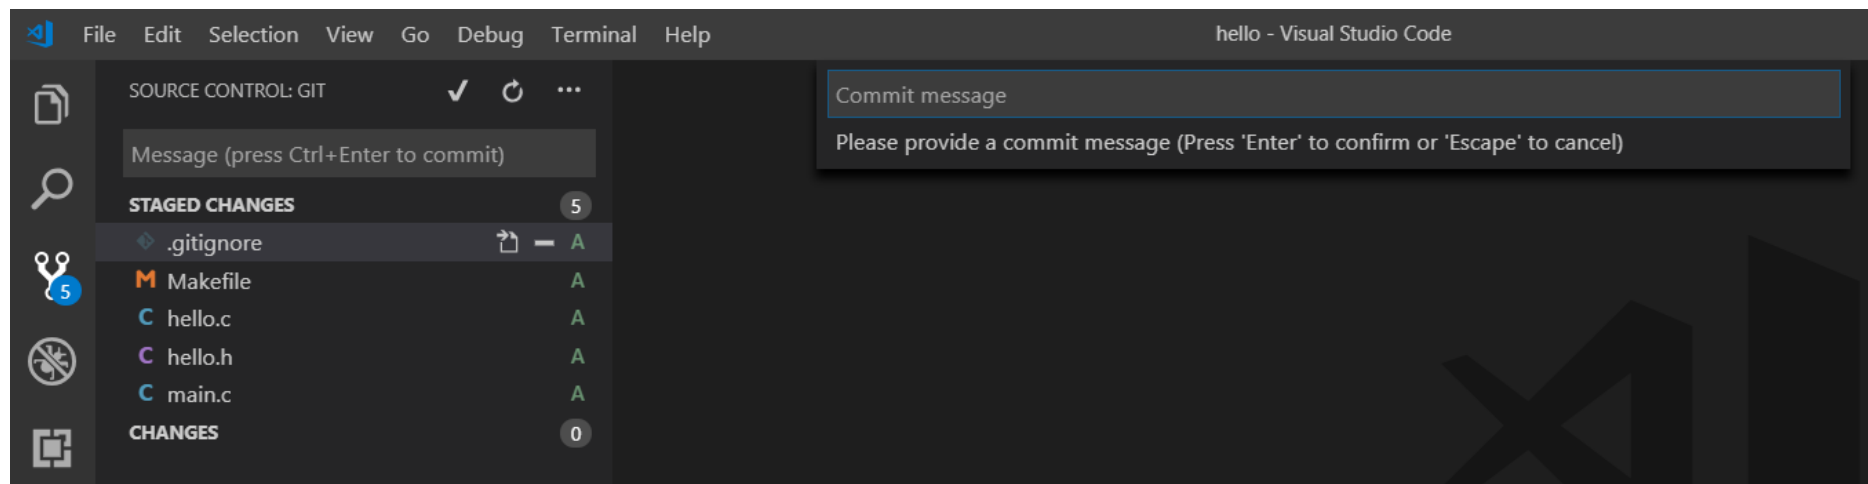 File Edit Selection View Go Debug Terminal Help
hello - Visual Studio Code
SOURCE CONTROL: GIT
Message (press Ctrl+Enter to commit)
STAGED CHANGES 5
.gitignore A
M Makefile A
C hello.c A
C hello.h A
C main.c A
CHANGES 0
5
Commit message
Please provide a commit message (Press 'Enter' to confirm or 'Escape' to cancel)